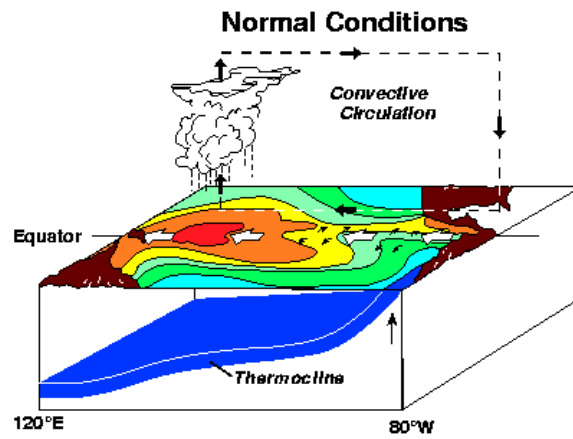 Normal Conditions
Convective
Circulation
Equator
Thermocline
120°E
80°W